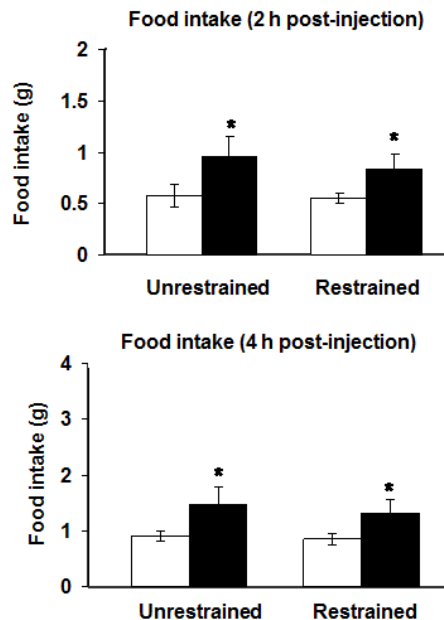 Food intake (2 h post-injection)
Food intake (g)
2
1.5
1
0.5
0
*
*
Unrestrained Restrained
Food intake (4 h post-injection)
Food intake (g)
4
3
2
1
0
*
*
Unrestrained Restrained